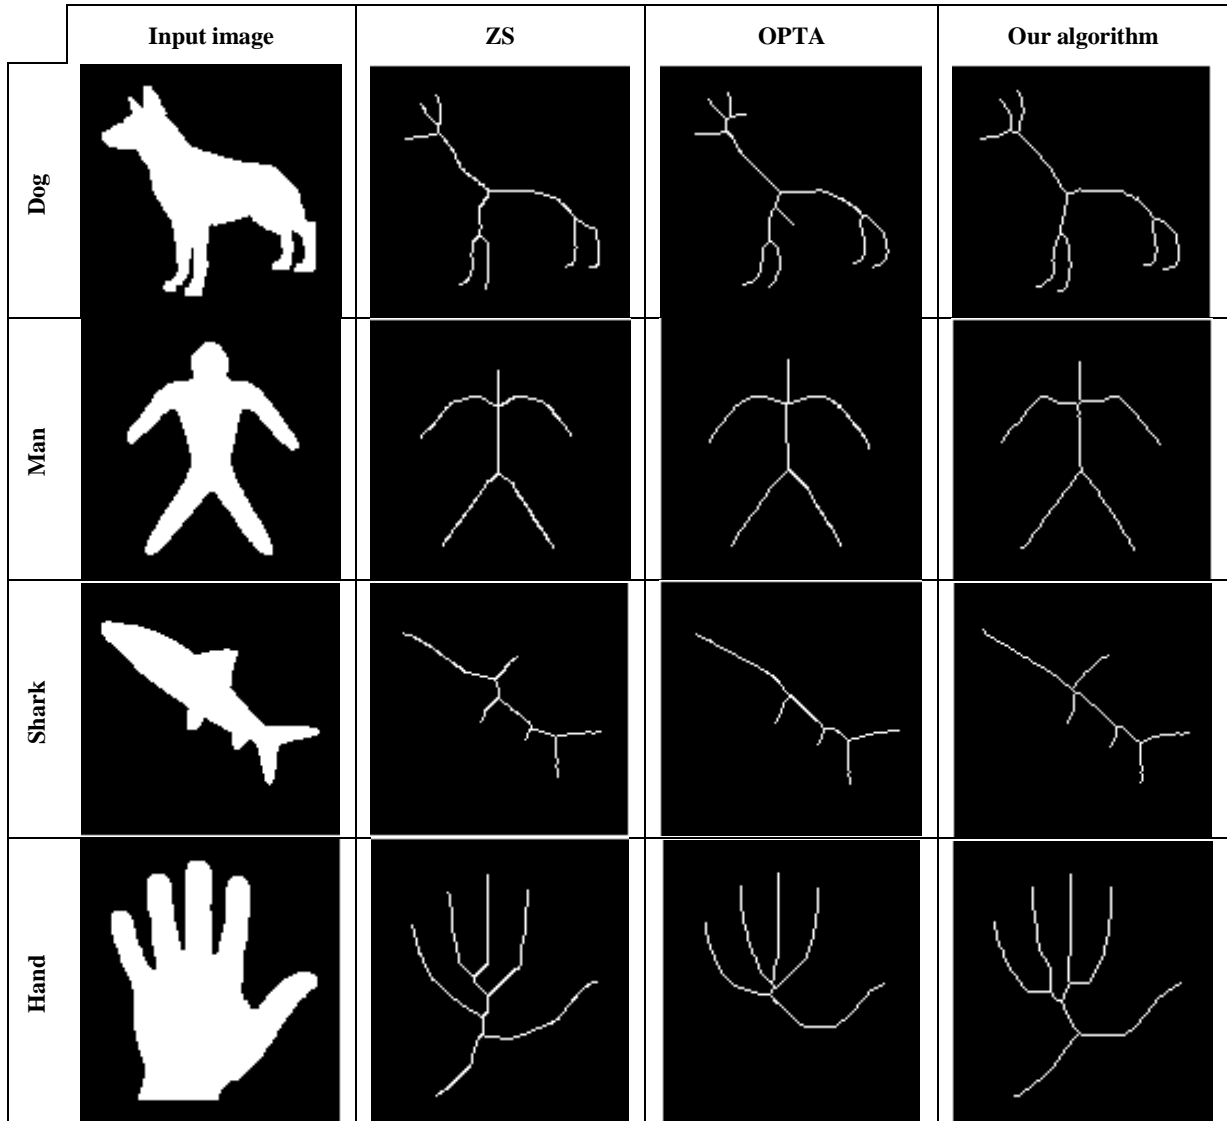 Input image
ZS
OPTA
Our algorithm
Dog
Man
Shark
Hand